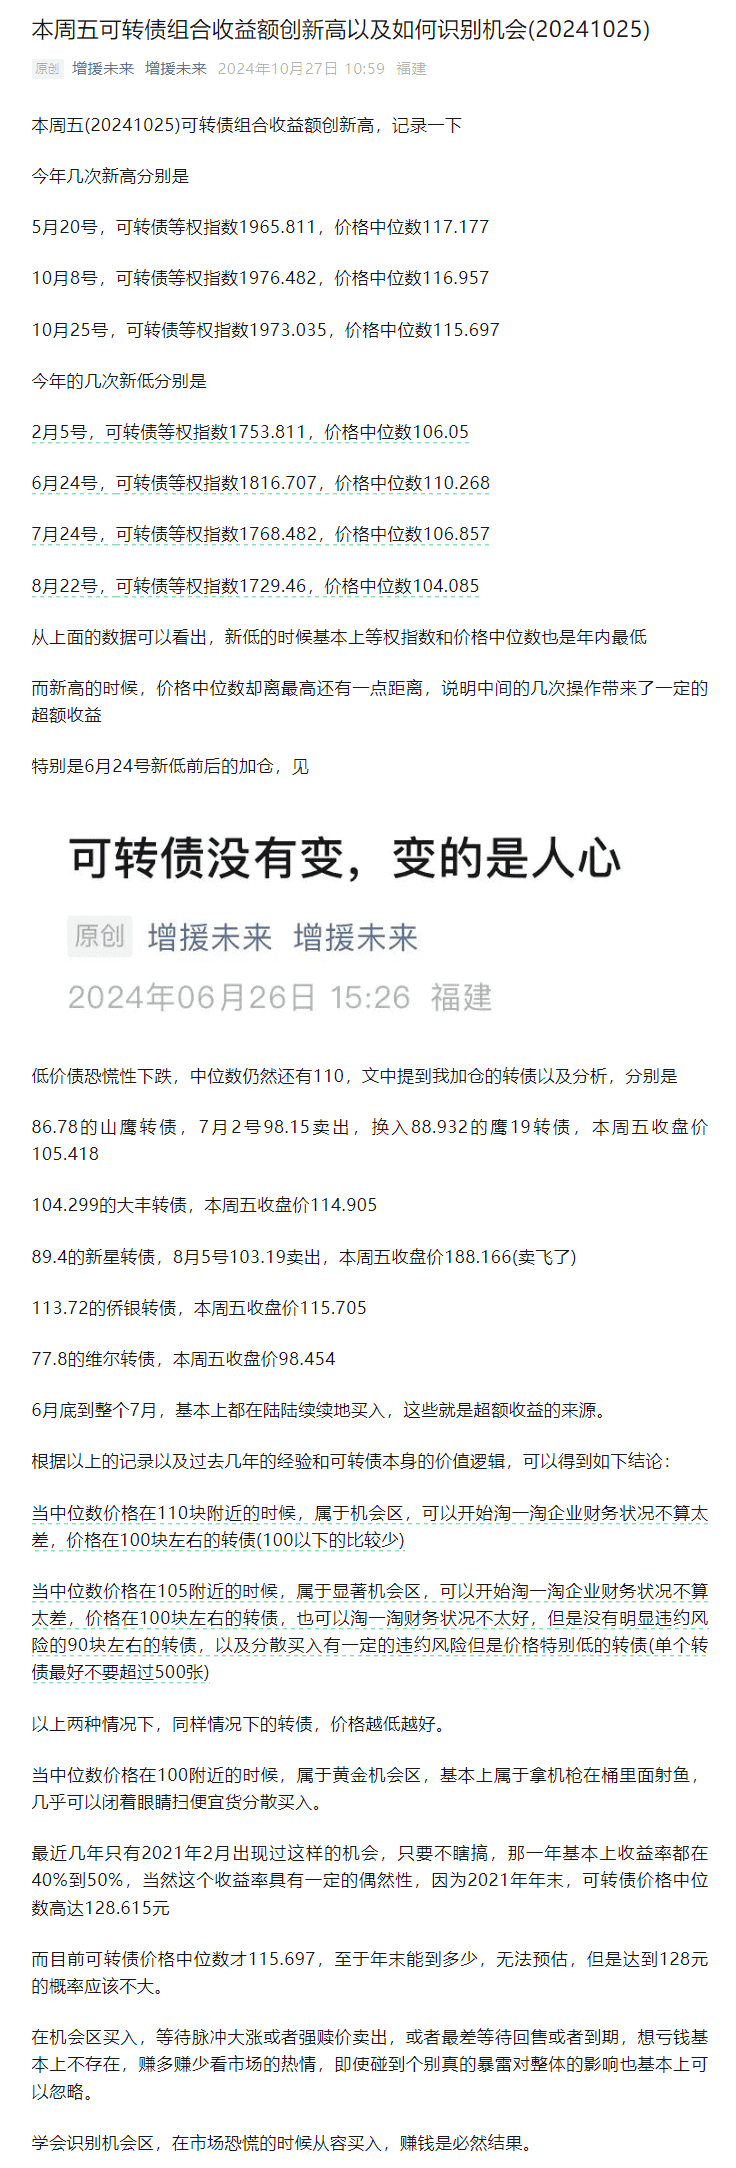 本周五可转债组合收益额创新高以及如何识别机会(20241025)
原创 增援未来 增援未来 2024年10月27日 10:59 福建
本周五(20241025)可转债组合收益额创新高，记录一下
今年几次新高分别是
5月20号，可转债等权指数1965.811，价格中位数117.177
10月8号，可转债等权指数1976.482，价格中位数116.957
10月25号，可转债等权指数1973.035，价格中位数115.697
今年的几次新低分别是
2月5号，可转债等权指数1753.811，价格中位数106.05
6月24号，可转债等权指数1816.707，价格中位数110.268
7月24号，可转债等权指数1768.482，价格中位数106.857
8月22号，可转债等权指数1729.46，价格中位数104.085
从上面的数据可以看出，新低的时候基本上等权指数和价格中位数也是年内最低
而新高的时候，价格中位数却离最高还有一点距离，说明中间的几次操作带来了一定的
超额收益
特别是6月24号新低前后的加仓，见
可转债没有变，变的是人心
原创 增援未来 增援未来
2024年06月26日 15:26 福建
低价债恐慌性下跌，中位数仍然还有110，文中提到我加仓的转债以及分析，分别是
86.78的山鹰转债，7月2号98.15卖出，换入88.932的鹰19转债，本周五收盘价
105.418
104.299的大丰转债，本周五收盘价114.905
89.4的新星转债，8月5号103.19卖出，本周五收盘价188.166(卖飞了)
113.72的侨银转债，本周五收盘价115.705
77.8的维尔转债，本周五收盘价98.454
6月底到整个7月，基本上都在陆陆续续地买入，这些就是超额收益的来源。
根据以上的记录以及过去几年的经验和可转债本身的价值逻辑，可以得到如下结论：
当中位数价格在110块附近的时候，属于机会区，可以开始淘一淘企业财务状况不算太
差，价格在100块左右的转债(100以下的比较少)
当中位数价格在105附近的时候，属于显著机会区，可以开始淘一淘企业财务状况不算
太差，价格在100块左右的转债，也可以淘一淘财务状况不太好，但是没有明显违约风
险的90块左右的转债，以及分散买入有一定的违约风险但是价格特别低的转债(单个转
债最好不要超过500张)
以上两种情况下，同样情况下的转债，价格越低越好。
当中位数价格在100附近的时候，属于黄金机会区，基本上属于拿机枪在桶里面射鱼，
几乎可以闭着眼睛扫便宜货分散买入。
最近几年只有2021年2月出现过这样的机会，只要不瞎搞，那一年基本上收益率都在
40%到50%，当然这个收益率具有一定的偶然性，因为2021年年末，可转债价格中位
数高达128.615元
而目前可转债价格中位数才115.697，至于年末能到多少，无法预估，但是达到128元
的概率应该不大。
在机会区买入，等待脉冲大涨或者强赎价卖出，或者最差等待回售或者到期，想亏钱基
本上不存在，赚多赚少看市场的热情，即使碰到个别真的暴雷对整体的影响也基本上可
以忽略。
学会识别机会区，在市场恐慌的时候从容买入，赚钱是必然结果。